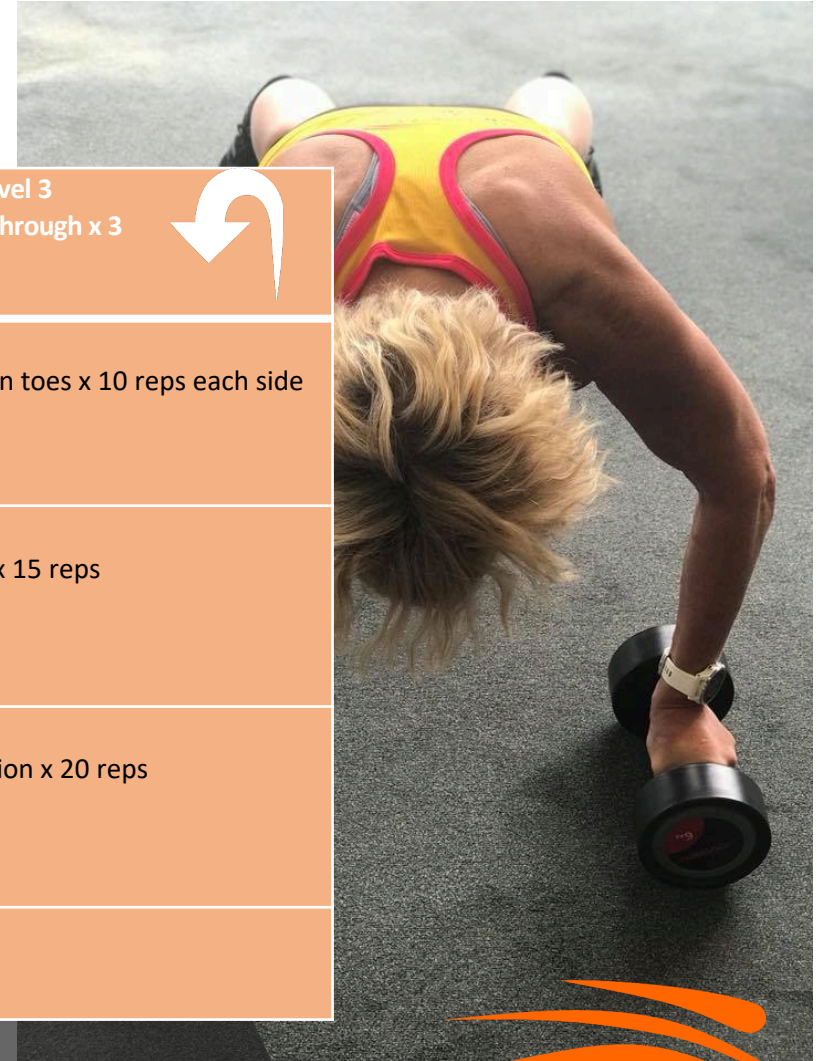 vel 3
hrough x 3
n toes x 10 reps each side
x 15 reps
ion x 20 reps